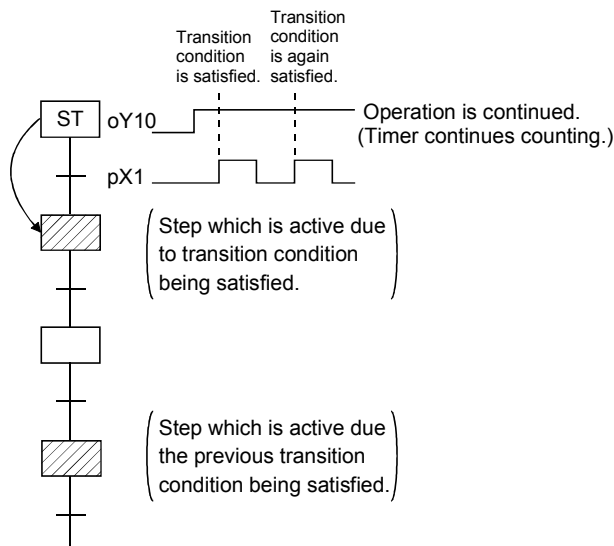 Transition
condition
is satisfied.
Transition
condition
is again
satisfied.
ST
oY10
Operation is continued.
(Timer continues counting.)
pX1
Step which is active due
to transition condition
being satisfied.
Step which is active due
the previous transition
condition being satisfied.